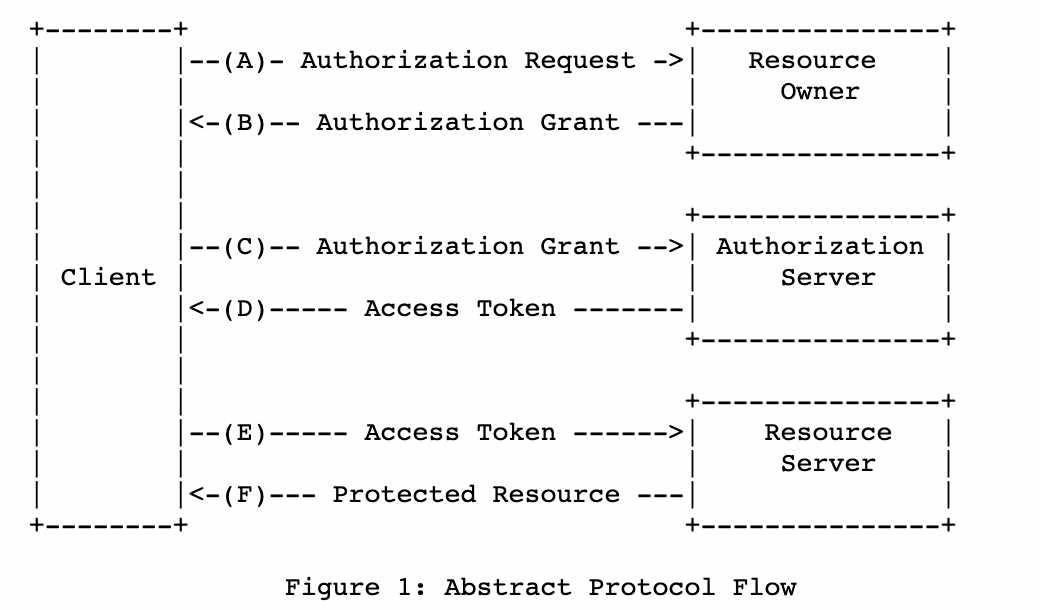 +--------+                               +---------------+
|        |--(A)- Authorization Request ->|   Resource    |
|        |                               |     Owner     |
|        |<-(B)-- Authorization Grant ---|               |
|        |                               +---------------+
|        |
|        |                               +---------------+
|        |--(C)-- Authorization Grant -->| Authorization |
| Client |                               |     Server    |
|        |<-(D)----- Access Token -------|               |
|        |                               +---------------+
|        |
|        |                               +---------------+
|        |--(E)----- Access Token ------>|    Resource   |
|        |                               |     Server    |
|        |<-(F)--- Protected Resource ---|               |
+--------+                               +---------------+

Figure 1: Abstract Protocol Flow